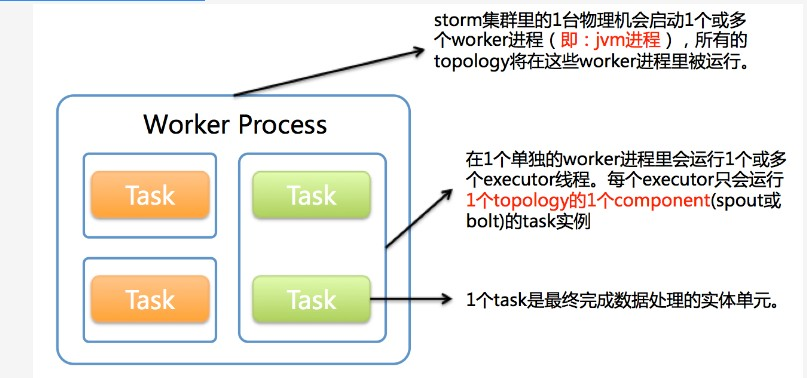 storm集群里的1台物理机会启动1个或多
个worker进程（即：jvm进程），所有的
topology将在这些worker进程里被运行。
Worker Process
Task
Task
Task
Task
在1个单独的worker进程里会运行1个或多
个executor线程。每个executor只会运行
1个topology的1个component(spout或
bolt)的task实例
1个task是最终完成数据处理的实体单元。